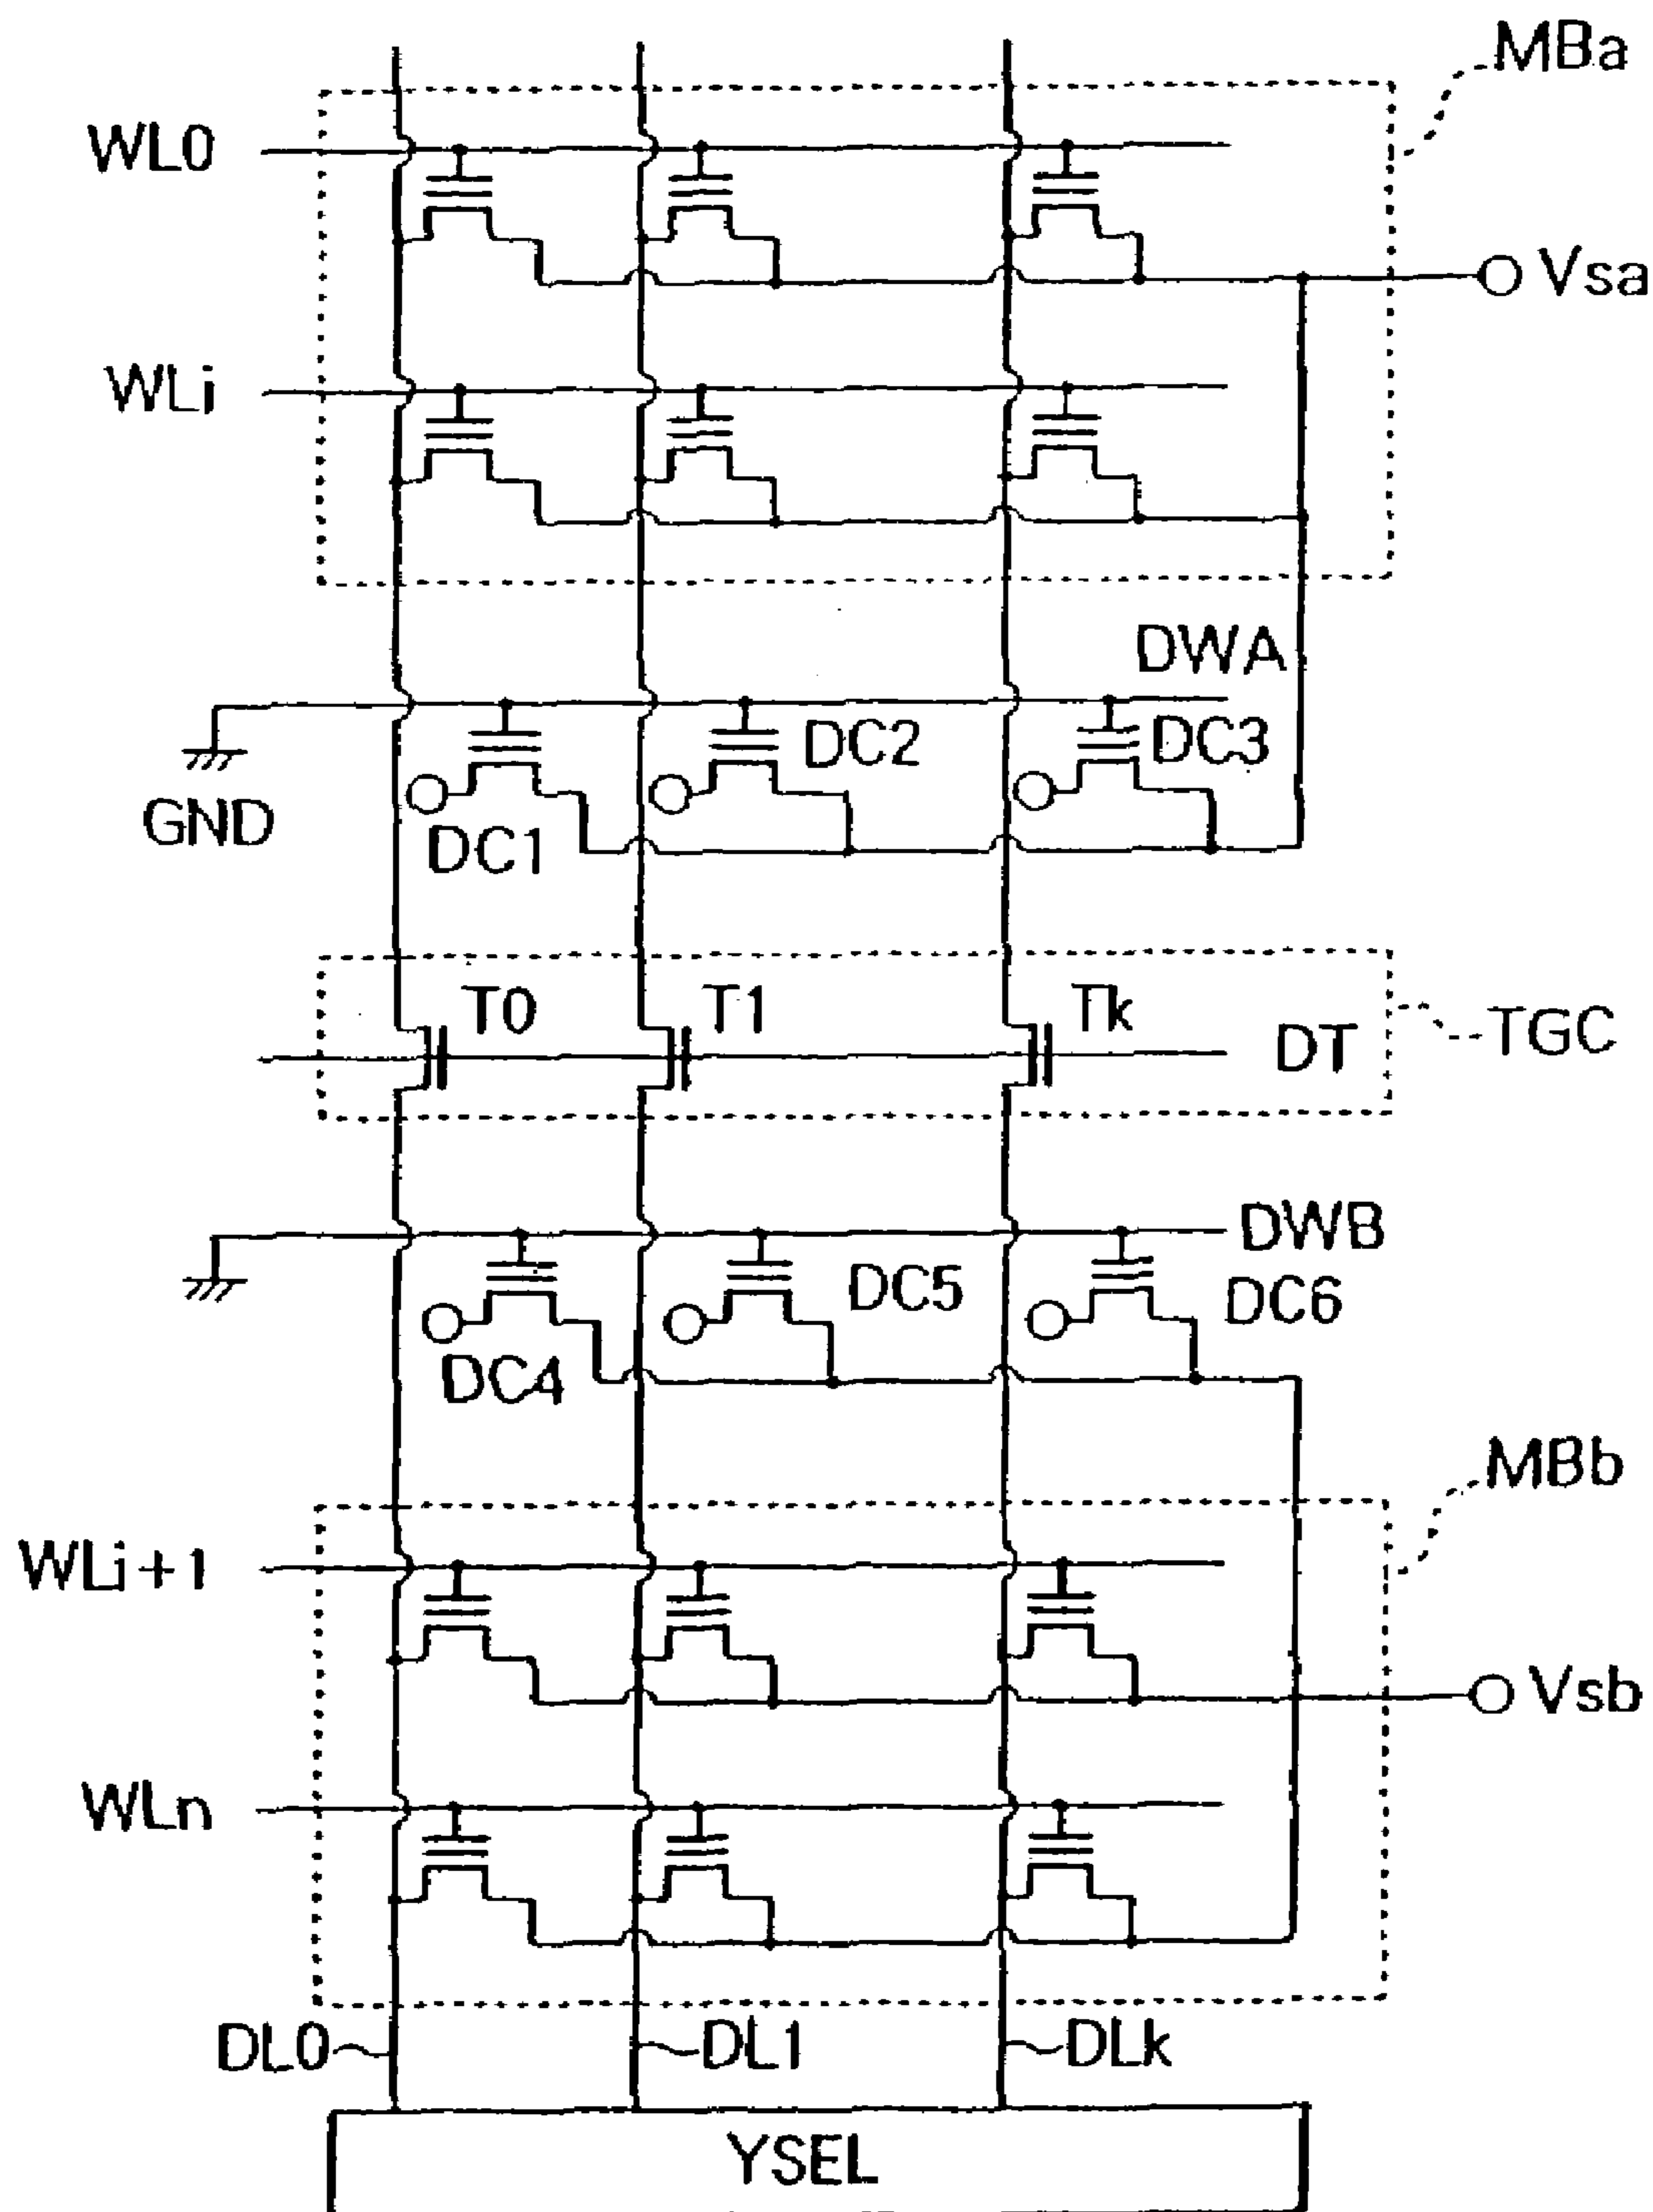 MBa
WL0
Vsa
WLi
DWA
DC2
DC3
GND
DC1
T0
T1
Tk
DT
TGC
DWB
DC5
DC6
DC4
MBb
WLi+1
Vsb
WLn
DL0
DL1
DLk
YSEL